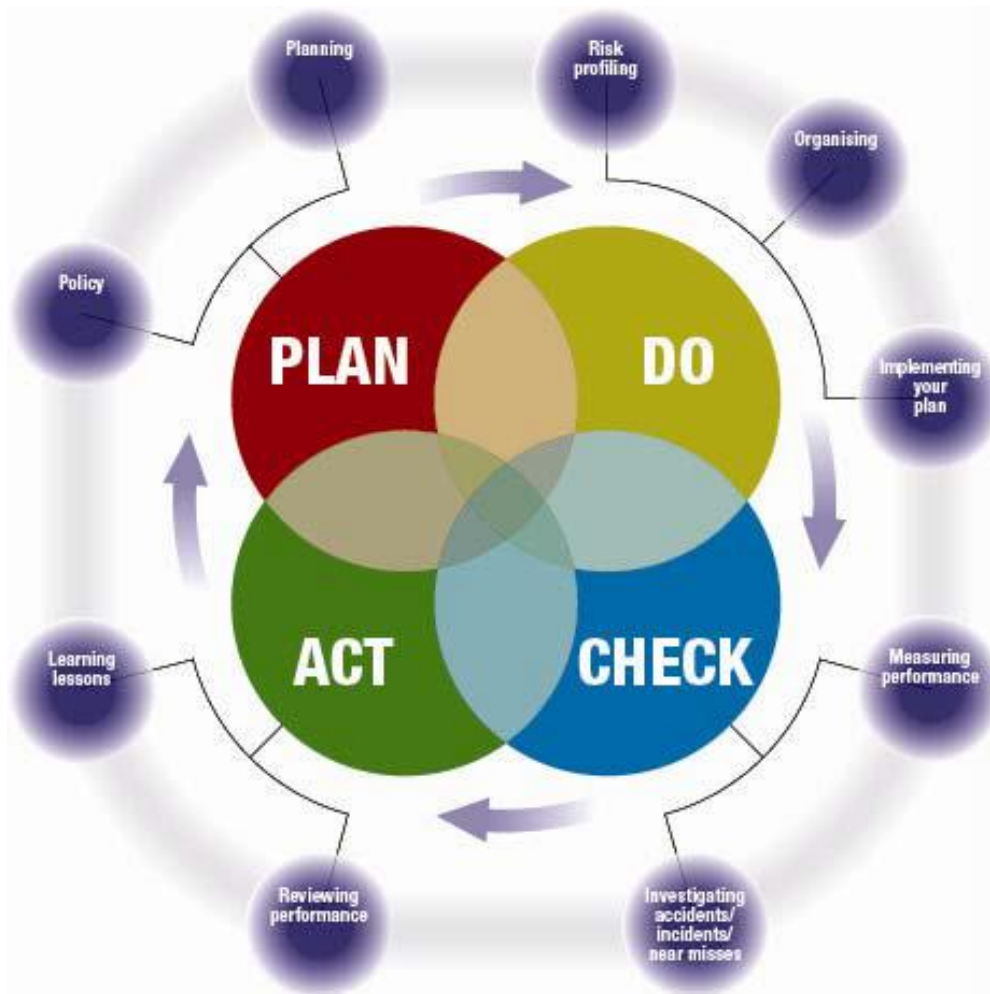 Planning
Risk
profiling
Organising
Policy
PLAN
DO
Implementing
your
plan
Learning
lessons
ACT
CHECK
Measuring
performance
Reviewing
performance
Investigating
accidents/
incidents/
near misses